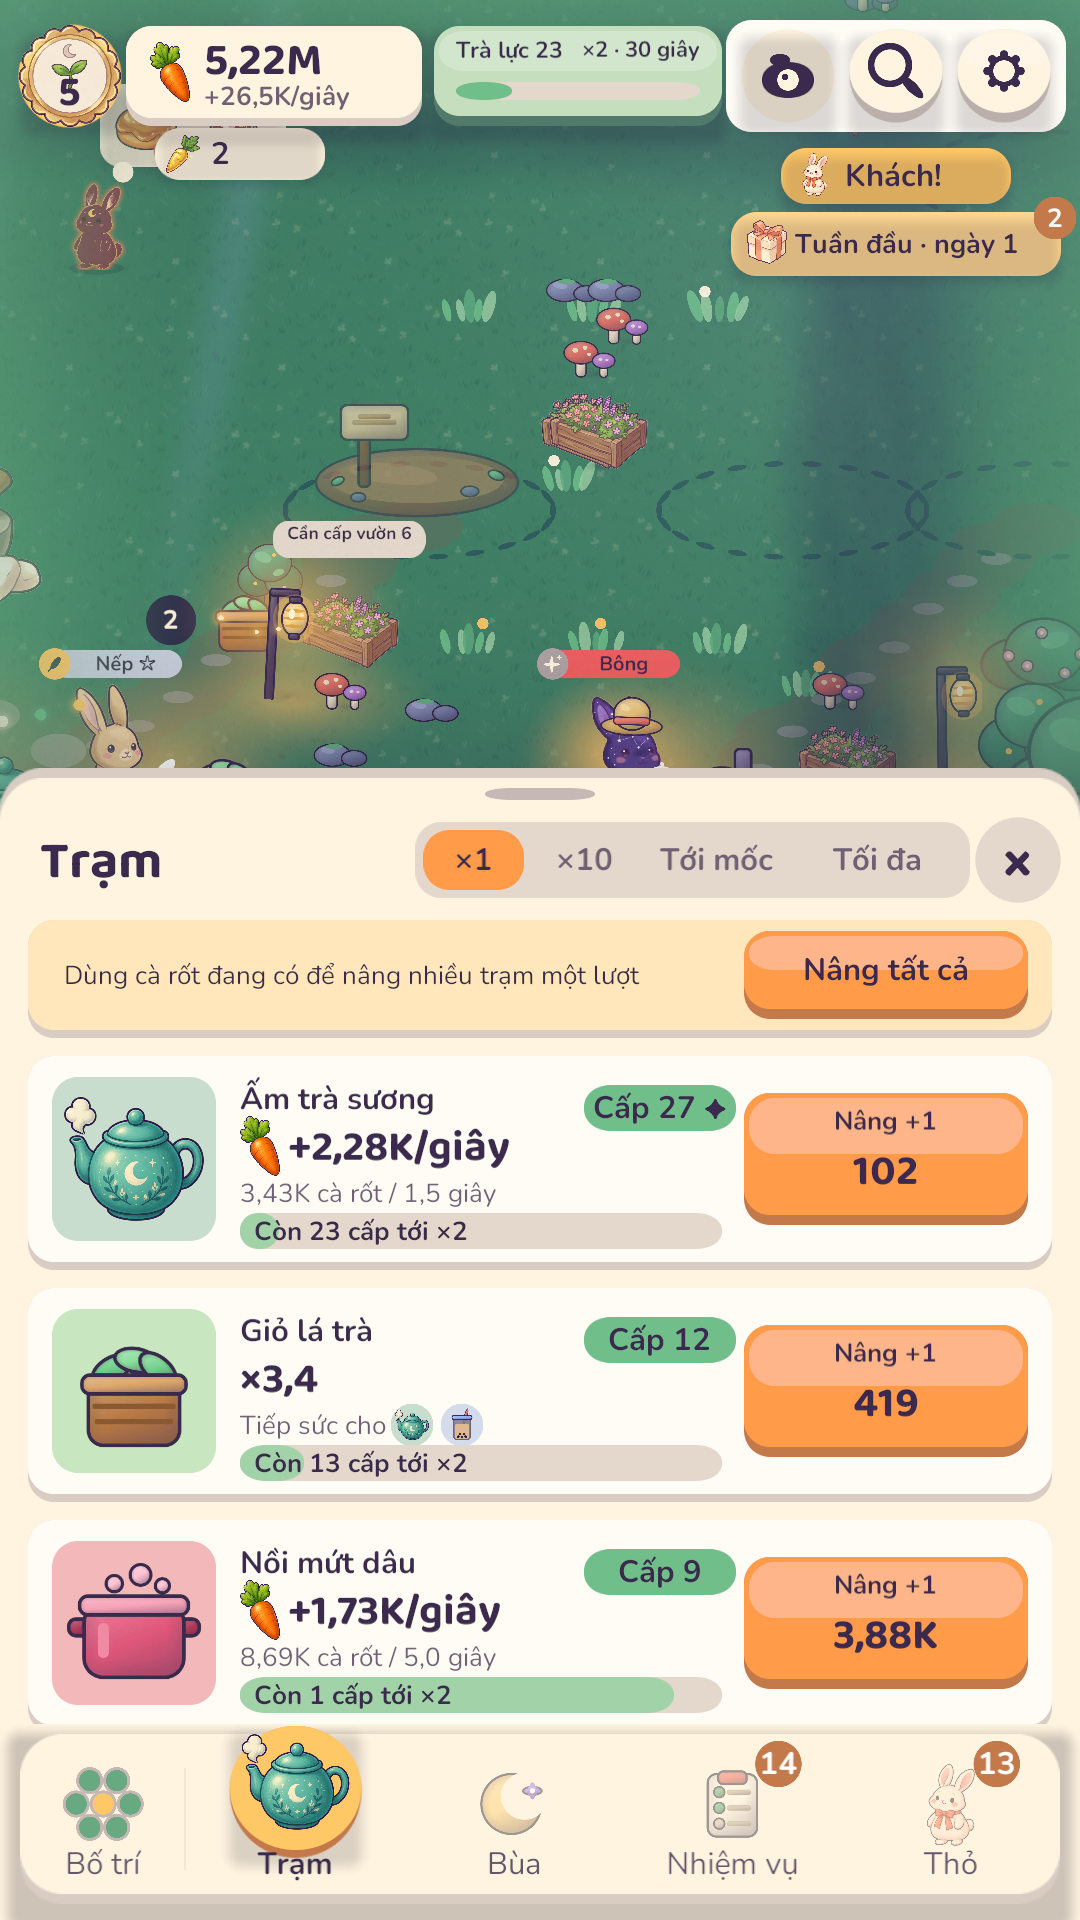 5
5,22M
+26,5K/giây
Trà lực 23 ×2 · 30 giây
2
Khách!
2
Tuần đầu · ngày 1
Cần cấp vườn 6
2
Nếp ☆
Bông
Trạm
×1 ×10 Tới mốc Tối đa
Dùng cà rốt đang có để nâng nhiều trạm một lượt
Nâng tất cả
Ấm trà sương
Cấp 27 ✦
+2,28K/giây
3,43K cà rốt / 1,5 giây
Còn 23 cấp tới ×2
Nâng +1
102
Giỏ lá trà
Cấp 12
×3,4
Tiếp sức cho
Còn 13 cấp tới ×2
Nâng +1
419
Nồi mứt dâu
Cấp 9
+1,73K/giây
8,69K cà rốt / 5,0 giây
Còn 1 cấp tới ×2
Nâng +1
3,88K
14
13
Bố trí
Trạm
Bùa
Nhiệm vụ
Thỏ